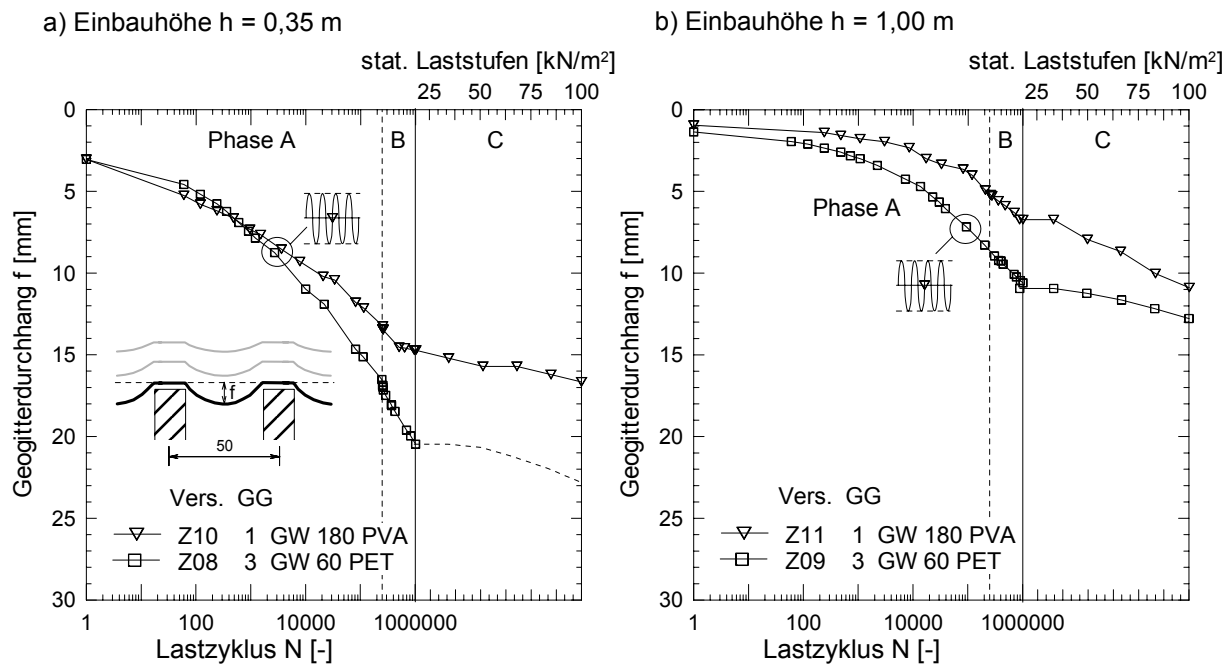 a) Einbauhöhe h = 0,35 m
stat. Laststufen [kN/m²]
25 50 75 100
0
5
10
15
20
25
30
Geogitterdurchhang f [mm]
Phase A
B
C
f
50
Vers. GG
Z10 1 GW 180 PVA
Z08 3 GW 60 PET
1 100 10000 1000000
Lastzyklus N [-]
b) Einbauhöhe h = 1,00 m
stat. Laststufen [kN/m²]
25 50 75 100
0
5
10
15
20
25
30
Geogitterdurchhang f [mm]
B
C
Phase A
Vers. GG
Z11 1 GW 180 PVA
Z09 3 GW 60 PET
1 100 10000 1000000
Lastzyklus N [-]